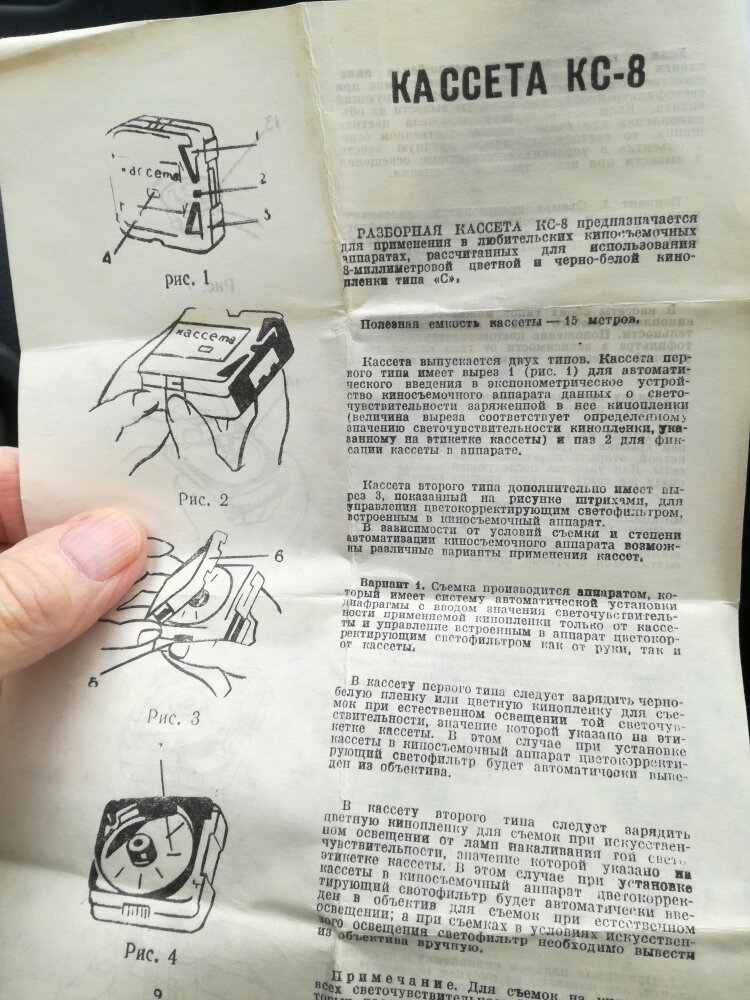 КАССЕТА КС-8
РАЗБОРНАЯ КАССЕТА КС-8 предназначается
для применения в любительских киносъемочных
аппаратах, рассчитанных для использования
8-миллиметровой цветной и черно-белой кино-
пленки типа «С».
Полезная емкость кассеты — 15 метров.
Кассета выпускается двух типов. Кассета пер-
вого типа имеет вырез 1 (рис. 1) для автомати-
ческого введения в экспонометрическое устрой-
ство киносъемочного аппарата данных о свето-
чувствительности заряженной в нее кинопленки
(величина выреза соответствует определенному
значению светочувствительности кинопленки, ука-
занному на этикетке кассеты) и паз 2 для фик-
сации кассеты в аппарате.
Кассета второго типа дополнительно имеет вы-
рез 3, показанный на рисунке штрихами, для
управления цветокорректирующим светофильтром,
встроенным в киносъемочный аппарат.
В зависимости от условий съемки и степени
автоматизации киносъемочного аппарата возмож-
ны различные варианты применения кассет.
Вариант 1. Съемка производится аппаратом, ко-
торый имеет систему автоматической установки
диафрагмы с вводом значения светочувствитель-
ности применяемой кинопленки только от кассе-
ты и управление встроенным в аппарат цветокор-
ректирующим светофильтром как от руки, так и
от кассеты.
В кассету первого типа следует зарядить черно-
белую пленку или цветную кинопленку для съе-
мок при естественном освещении той светочув-
ствительности, значение которой указано на эти-
кетке кассеты. В этом случае при установке
кассеты в киносъемочный аппарат цветокорректи-
рующий светофильтр будет автоматически выве-
ден из объектива.
В кассету второго типа следует зарядить
цветную кинопленку для съемок при искусствен-
ном освещении от ламп накаливания той свето-
чувствительности, значение которой указано на
этикетке кассеты. В этом случае при установке
кассеты в киносъемочный аппарат цветокоррек-
тирующий светофильтр будет автоматически вве-
ден в объектив для съемок при естественном
освещении; а при съемках в условиях искусствен-
ного освещения светофильтр необходимо вывести
из объектива вручную.
Примечание. Для съемок на
всех светочувствительно
кассета
1
2
3
4
рис. 1
кассета
Рис. 2
6
5
Рис. 3
Рис. 4
9